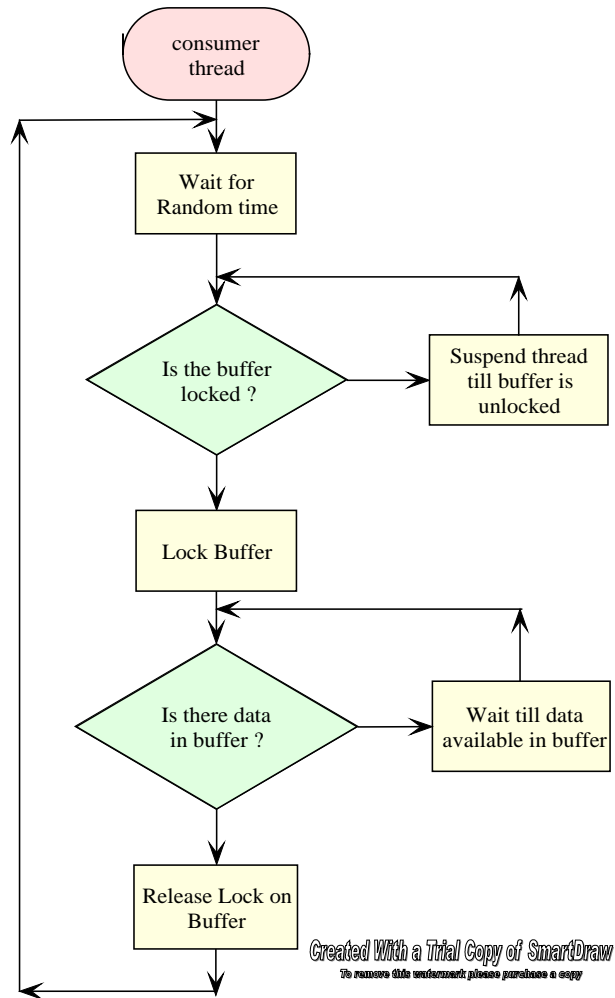 consumer
thread
Wait for
Random time
Is the buffer
locked ?
Suspend thread
till buffer is
unlocked
Lock Buffer
Is there data
in buffer ?
Wait till data
available in buffer
Release Lock on
Buffer
Created With a Trial Copy of SmartDraw
To remove this watermark please purchase a copy